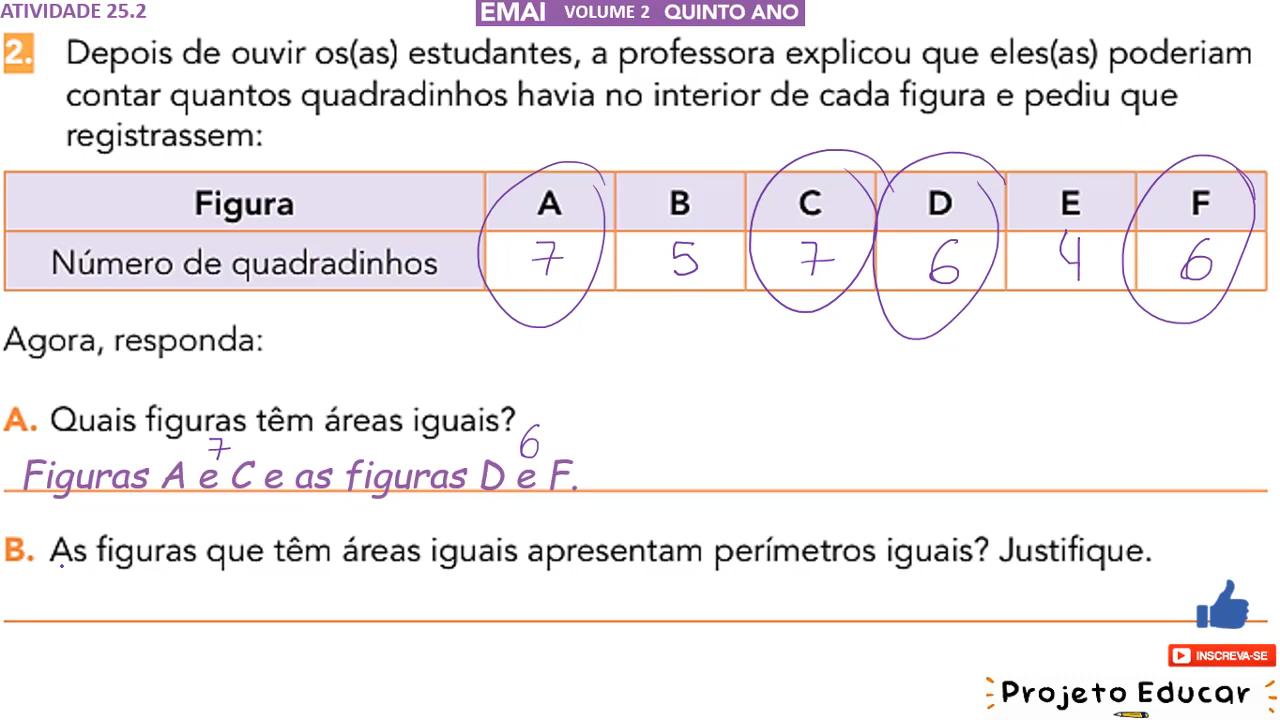 ATIVIDADE 25.2
EMAI VOLUME 2 QUINTO ANO
2. Depois de ouvir os(as) estudantes, a professora explicou que eles(as) poderiam
contar quantos quadradinhos havia no interior de cada figura e pediu que
registrassem:
Figura A B C D E F
Número de quadradinhos 7 5 7 6 4 6
Agora, responda:
A. Quais figuras têm áreas iguais?
7 6
Figuras A e C e as figuras D e F.
B. As figuras que têm áreas iguais apresentam perímetros iguais? Justifique.
INSCREVA-SE
Projeto Educar